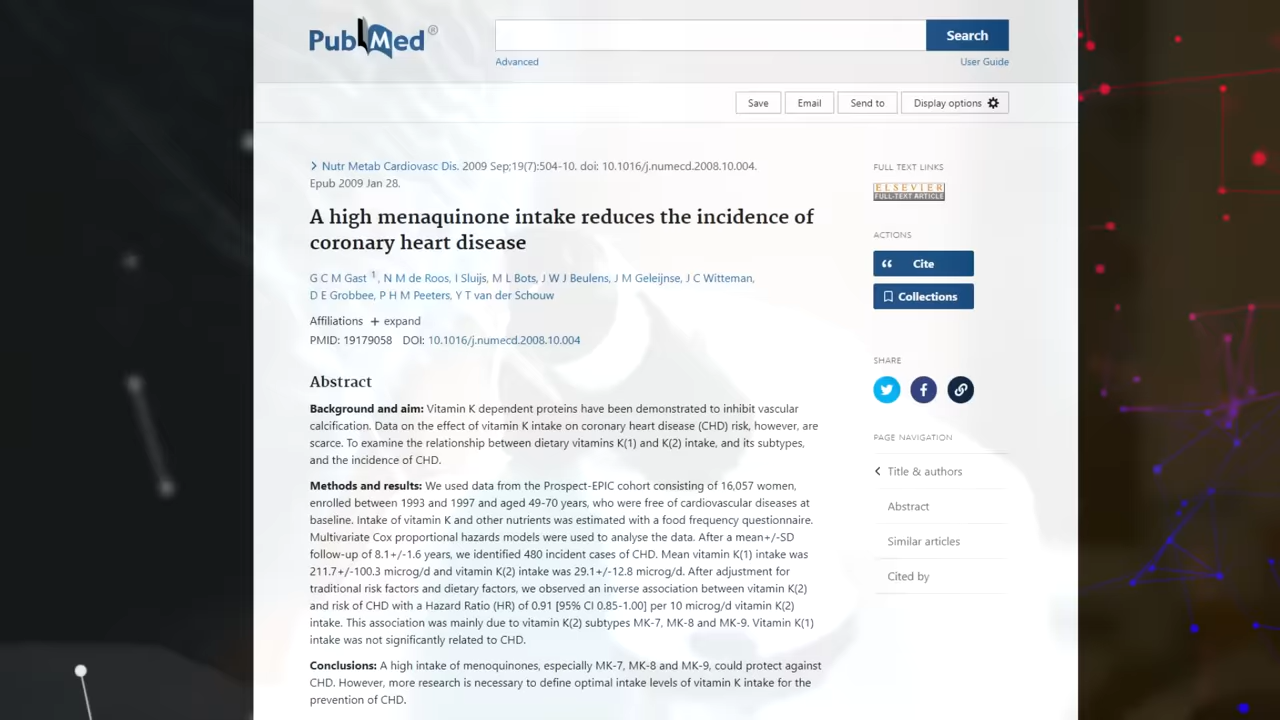 PubMed®
Search
Advanced
User Guide
Save
Email
Send to
Display options
Nutr Metab Cardiovasc Dis. 2009 Sep;19(7):504-10. doi: 10.1016/j.numecd.2008.10.004.
Epub 2009 Jan 28.
A high menaquinone intake reduces the incidence of
coronary heart disease
G C M Gast 1, N M de Roos, I Sluijs, M L Bots, J W J Beulens, J M Geleijnse, J C Witteman,
D E Grobbee, P H M Peeters, Y T van der Schouw
Affiliations + expand
PMID: 19179058 DOI: 10.1016/j.numecd.2008.10.004
Abstract
Background and aim: Vitamin K dependent proteins have been demonstrated to inhibit vascular
calcification. Data on the effect of vitamin K intake on coronary heart disease (CHD) risk, however, are
scarce. To examine the relationship between dietary vitamins K(1) and K(2) intake, and its subtypes,
and the incidence of CHD.
Methods and results: We used data from the Prospect-EPIC cohort consisting of 16,057 women,
enrolled between 1993 and 1997 and aged 49-70 years, who were free of cardiovascular diseases at
baseline. Intake of vitamin K and other nutrients was estimated with a food frequency questionnaire.
Multivariate Cox proportional hazards models were used to analyse the data. After a mean+/-SD
follow-up of 8.1+/-1.6 years, we identified 480 incident cases of CHD. Mean vitamin K(1) intake was
211.7+/-100.3 microg/d and vitamin K(2) intake was 29.1+/-12.8 microg/d. After adjustment for
traditional risk factors and dietary factors, we observed an inverse association between vitamin K(2)
and risk of CHD with a Hazard Ratio (HR) of 0.91 [95% CI 0.85-1.00] per 10 microg/d vitamin K(2)
intake. This association was mainly due to vitamin K(2) subtypes MK-7, MK-8 and MK-9. Vitamin K(1)
intake was not significantly related to CHD.
Conclusions: A high intake of menoquinones, especially MK-7, MK-8 and MK-9, could protect against
CHD. However, more research is necessary to define optimal intake levels of vitamin K intake for the
prevention of CHD.
FULL TEXT LINKS
ELSEVIER
FULL-TEXT ARTICLE
ACTIONS
Cite
Collections
SHARE
PAGE NAVIGATION
Title & authors
Abstract
Similar articles
Cited by